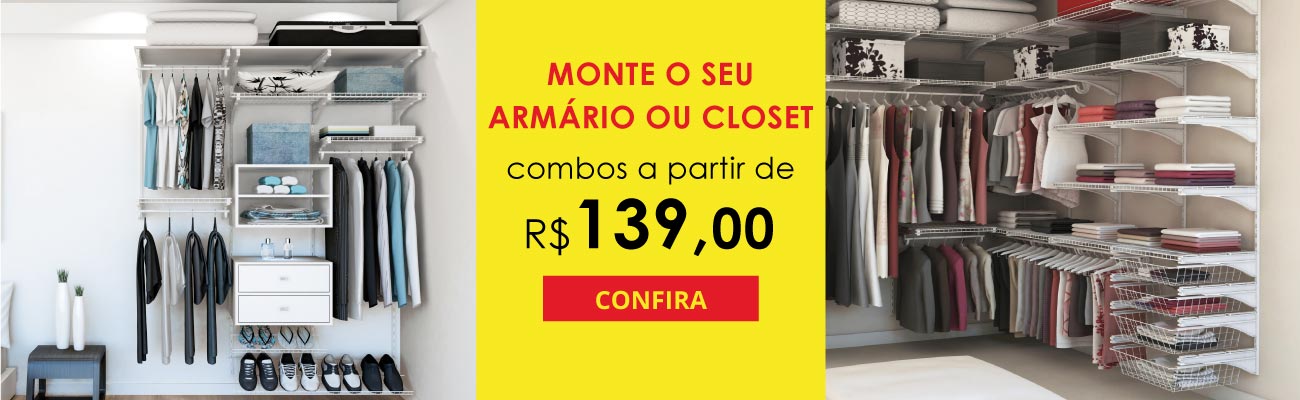 MONTE O SEU
ARMÁRIO OU CLOSET
combos a partir de
R$ 139,00
CONFIRA